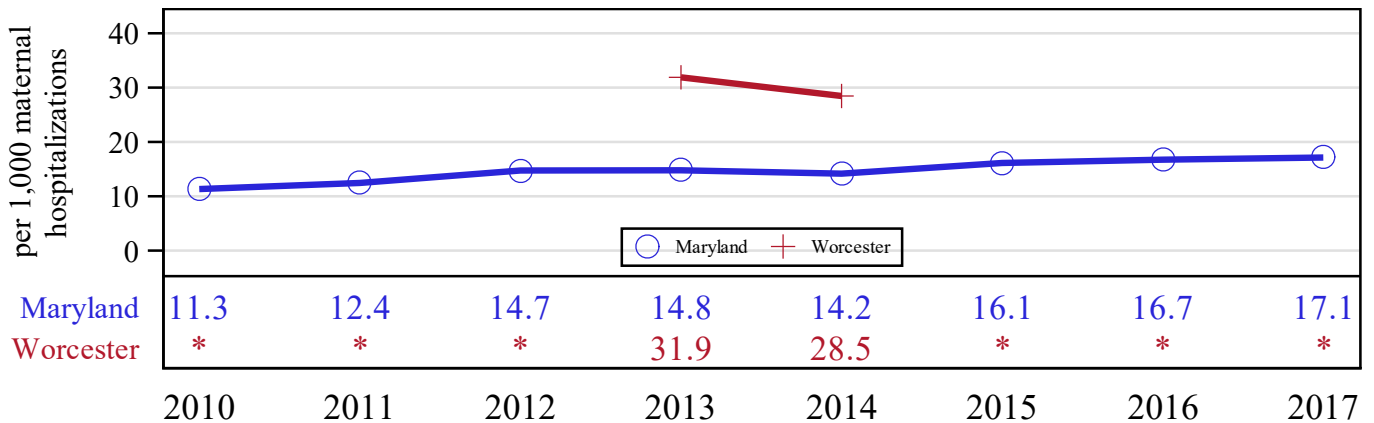 per 1,000 maternal
hospitalizations
40
30
20
10
0
Maryland Worcester
Maryland 11.3 12.4 14.7 14.8 14.2 16.1 16.7 17.1
Worcester * * * 31.9 28.5 * * *
2010 2011 2012 2013 2014 2015 2016 2017